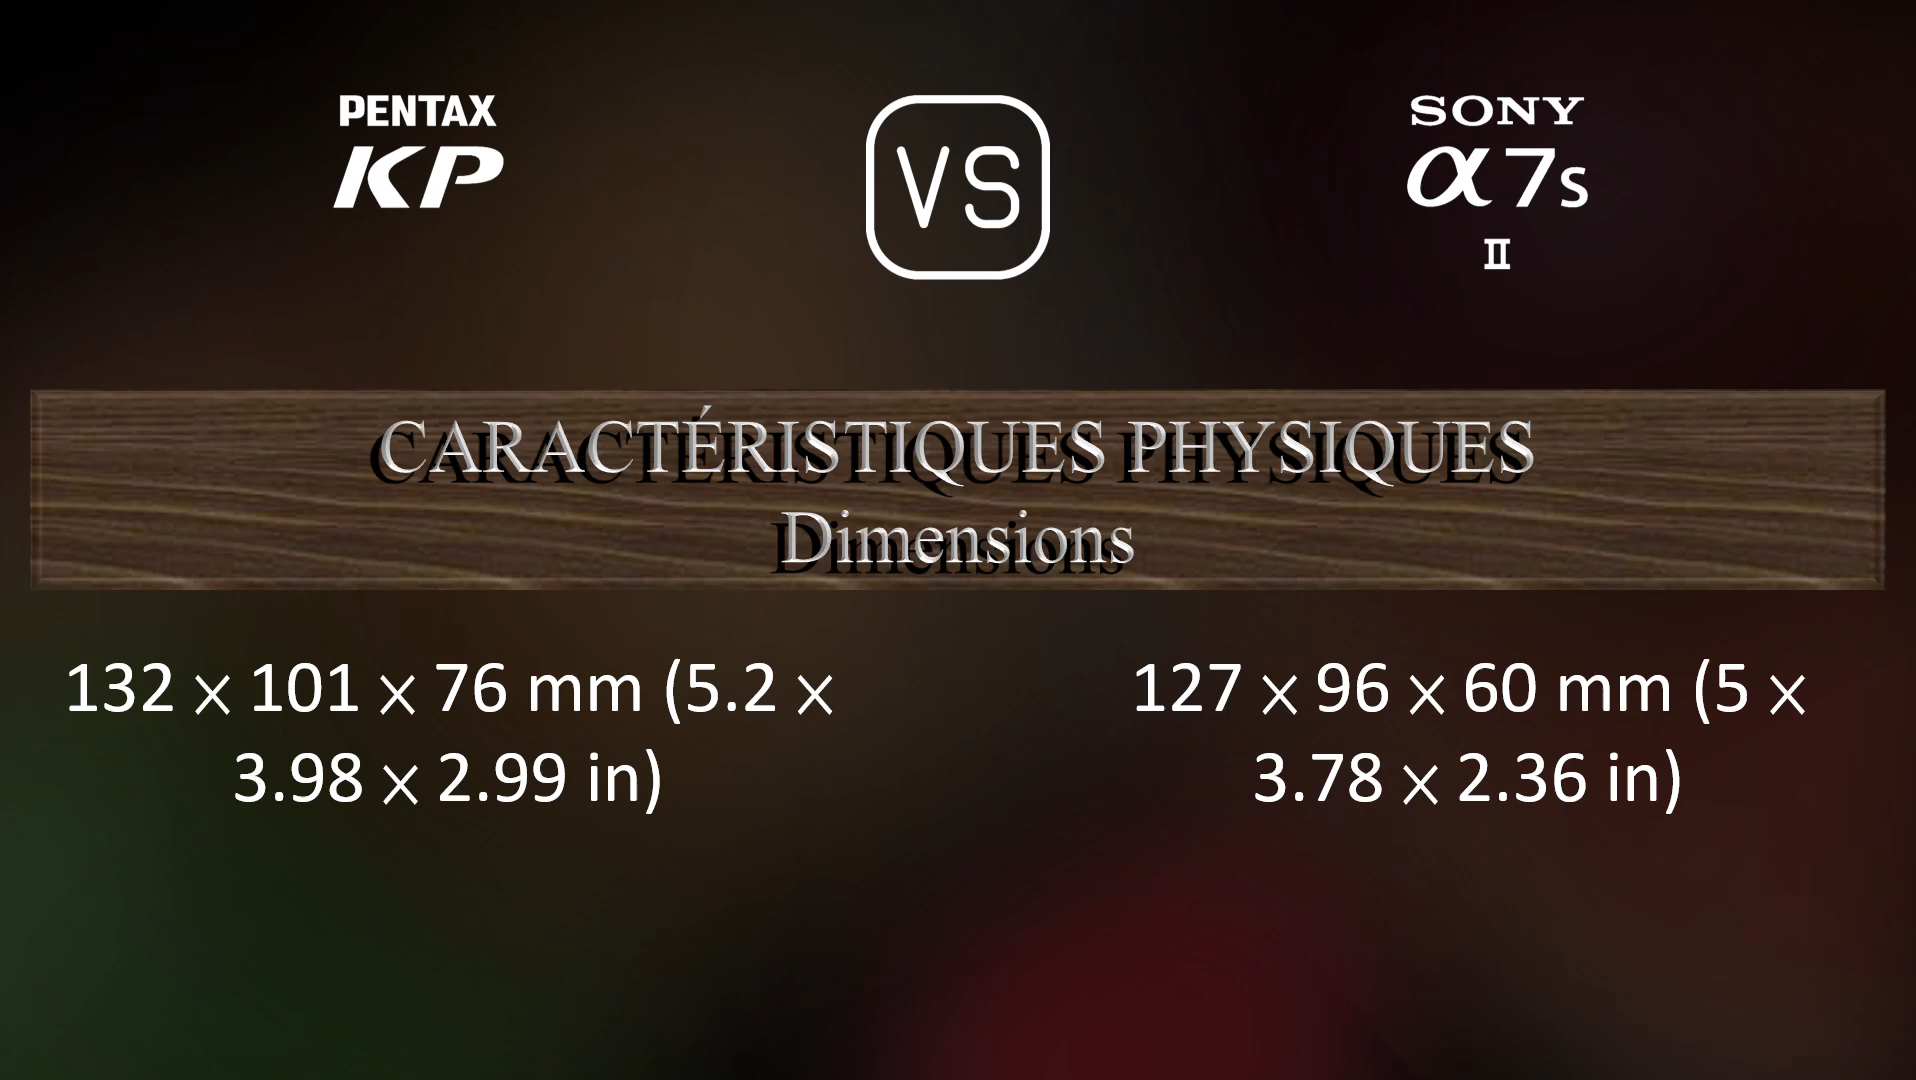 PENTAX
KP
VS
SONY
α7s
II
CARACTÉRISTIQUES PHYSIQUES
Dimensions
132 x 101 x 76 mm (5.2 x
3.98 x 2.99 in)
127 x 96 x 60 mm (5 x
3.78 x 2.36 in)